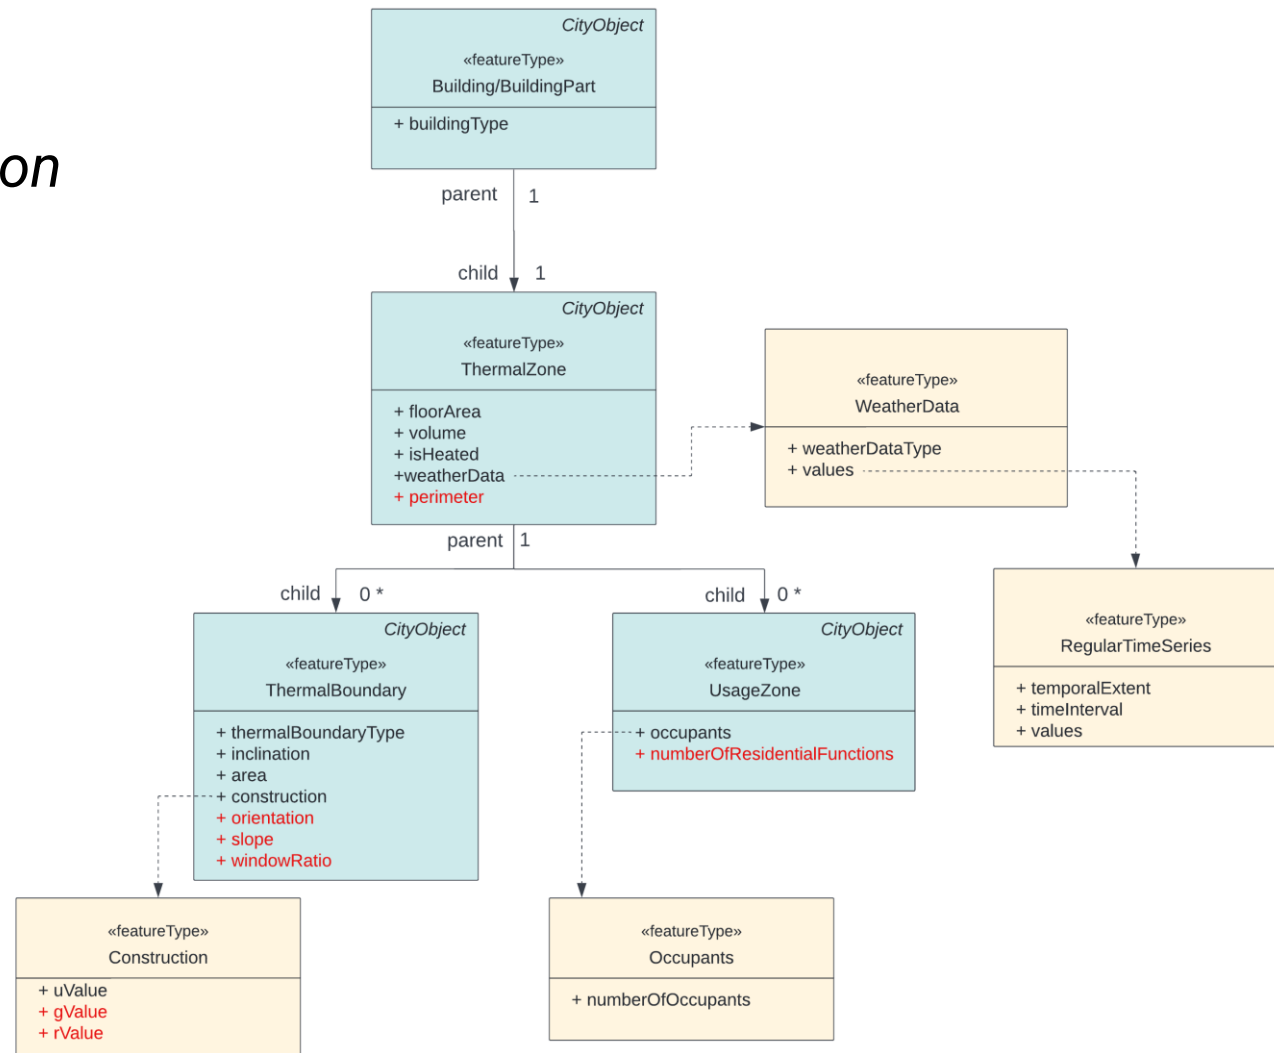 on
CityObject
«featureType»
Building/BuildingPart
+ buildingType
parent 1
child 1
CityObject
«featureType»
ThermalZone
+ floorArea
+ volume
+ isHeated
+weatherData
+ perimeter
«featureType»
WeatherData
+ weatherDataType
+ values
parent 1
child 0 *
child 0 *
CityObject
«featureType»
ThermalBoundary
+ thermalBoundaryType
+ inclination
+ area
+ construction
+ orientation
+ slope
+ windowRatio
CityObject
«featureType»
UsageZone
+ occupants
+ numberOfResidentialFunctions
«featureType»
RegularTimeSeries
+ temporalExtent
+ timeInterval
+ values
«featureType»
Construction
+ uValue
+ gValue
+ rValue
«featureType»
Occupants
+ numberOfOccupants